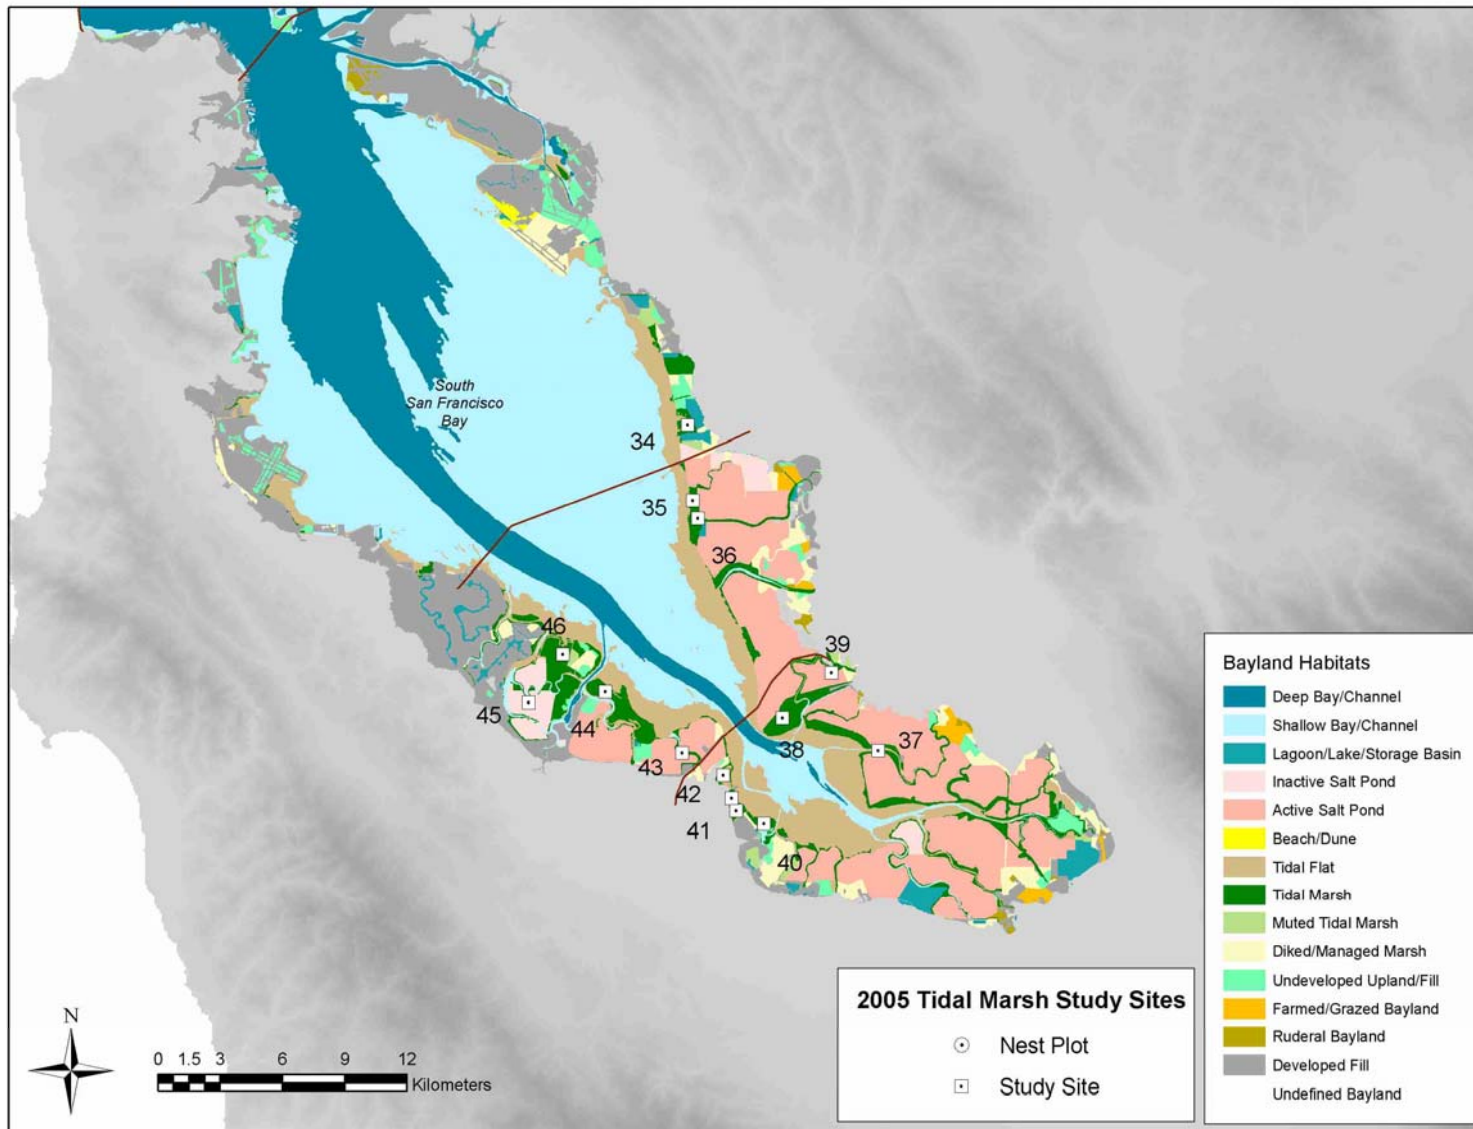 South
San Francisco
Bay
34
35
36
39
46
45
44
38
37
43
42
41
40
Bayland Habitats
Deep Bay/Channel
Shallow Bay/Channel
Lagoon/Lake/Storage Basin
Inactive Salt Pond
Active Salt Pond
Beach/Dune
Tidal Flat
Tidal Marsh
Muted Tidal Marsh
Diked/Managed Marsh
Undeveloped Upland/Fill
Farmed/Grazed Bayland
Ruderal Bayland
Developed Fill
Undefined Bayland
2005 Tidal Marsh Study Sites
Nest Plot
Study Site
N
0 1.5 3 6 9 12
Kilometers